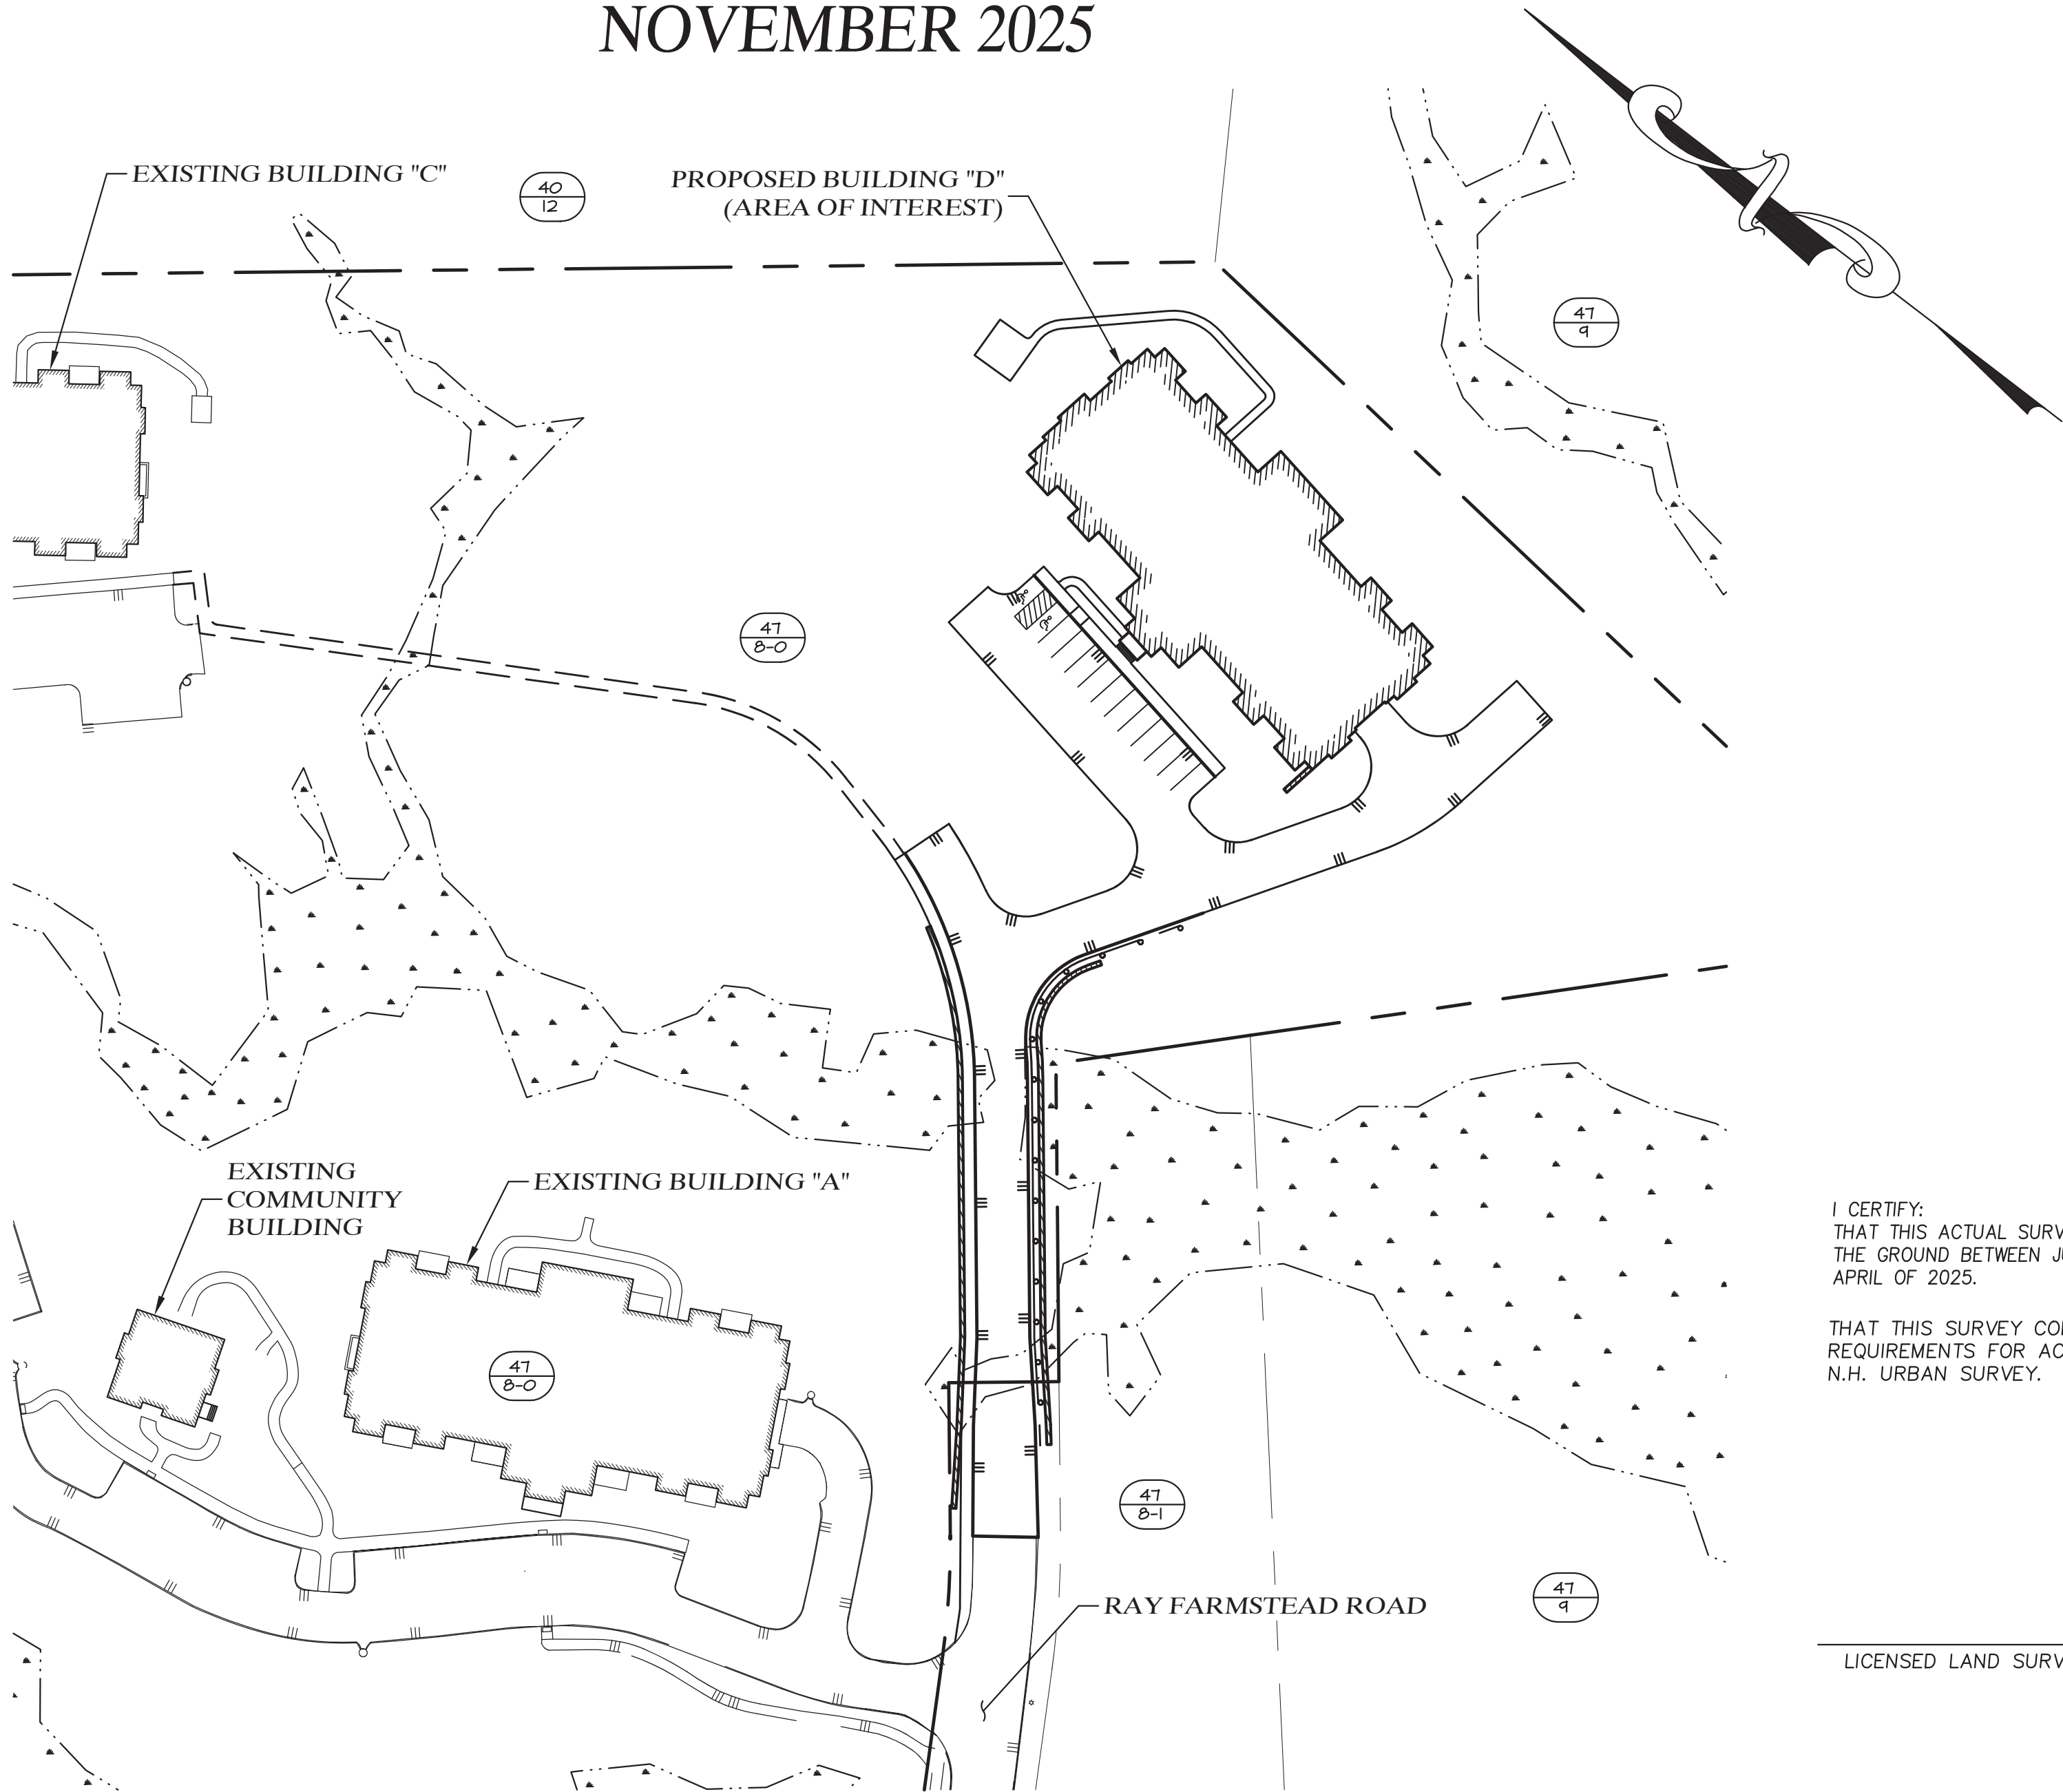 NOVEMBER 2025
EXISTING BUILDING "C"
40
12
PROPOSED BUILDING "D"
(AREA OF INTEREST)
47
9
47
8-0
EXISTING
COMMUNITY
BUILDING
EXISTING BUILDING "A"
47
8-0
I CERTIFY:
THAT THIS ACTUAL SURV
THE GROUND BETWEEN JU
APRIL OF 2025.
THAT THIS SURVEY CO
REQUIREMENTS FOR AC
N.H. URBAN SURVEY.
47
8-1
47
9
RAY FARMSTEAD ROAD
LICENSED LAND SURV